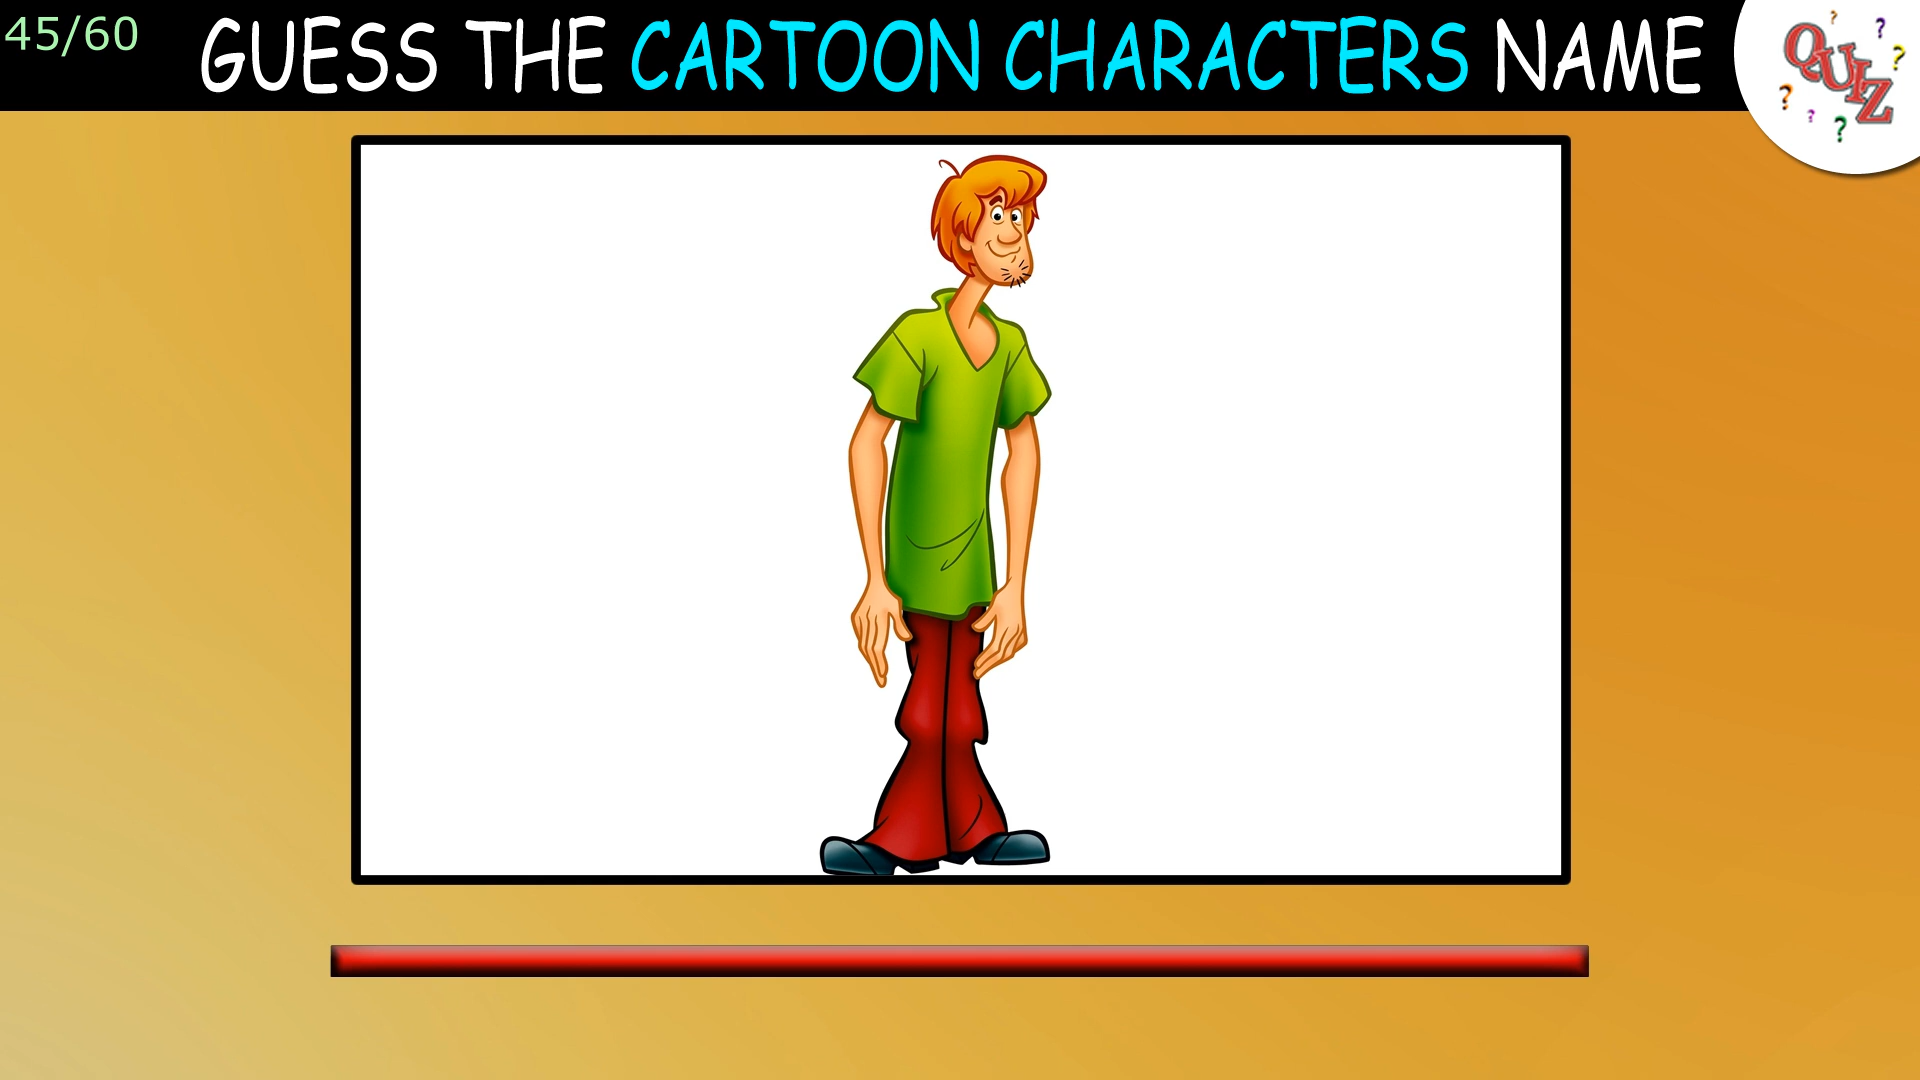 45/60
GUESS THE CARTOON CHARACTERS NAME
QUIZ
? ? ? ? ? ?